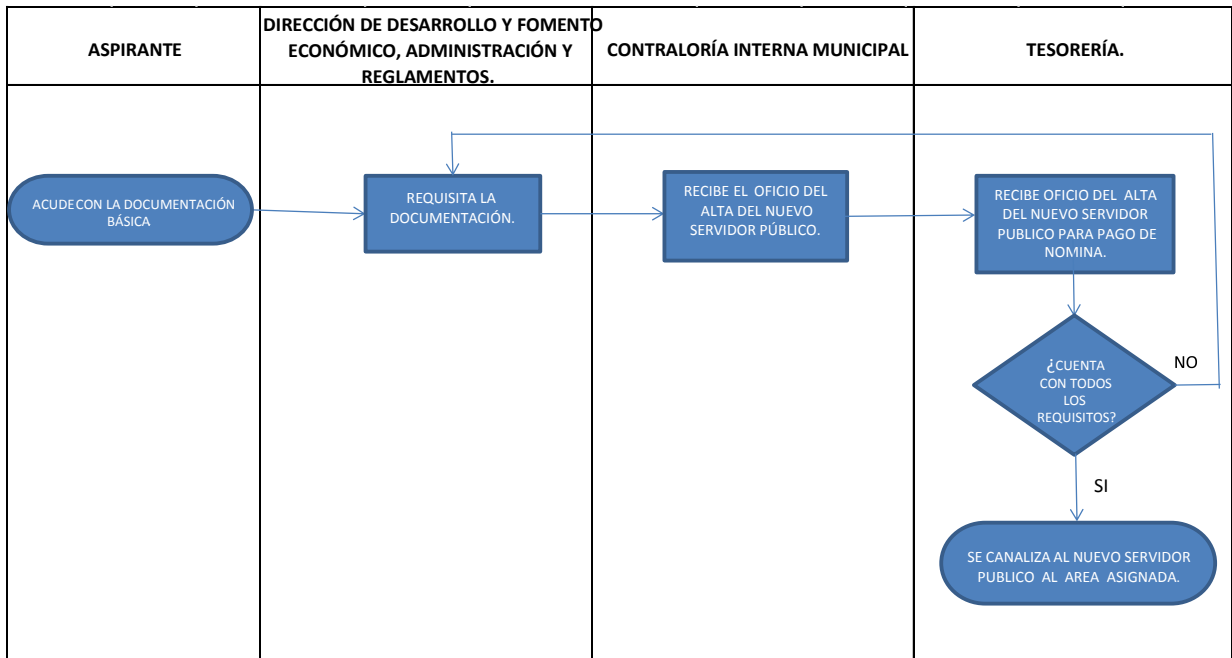 ASPIRANTE
DIRECCIÓN DE DESARROLLO Y FOMENTO
ECONÓMICO, ADMINISTRACIÓN Y
REGLAMENTOS.
CONTRALORÍA INTERNA MUNICIPAL
TESORERÍA.
ACUDE CON LA DOCUMENTACIÓN
BÁSICA
REQUISITA LA
DOCUMENTACIÓN.
RECIBE EL OFICIO DEL
ALTA DEL NUEVO
SERVIDOR PÚBLICO.
RECIBE OFICIO DEL ALTA
DEL NUEVO SERVIDOR
PUBLICO PARA PAGO DE
NOMINA.
¿CUENTA
CON TODOS
LOS
REQUISITOS?
NO
SI
SE CANALIZA AL NUEVO SERVIDOR
PUBLICO AL AREA ASIGNADA.